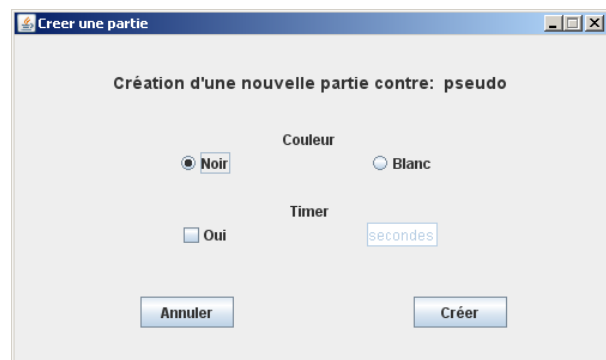 Creer une partie
Création d'une nouvelle partie contre: pseudo
Couleur
Noir Blanc
Timer
Oui secondes
Annuler Créer